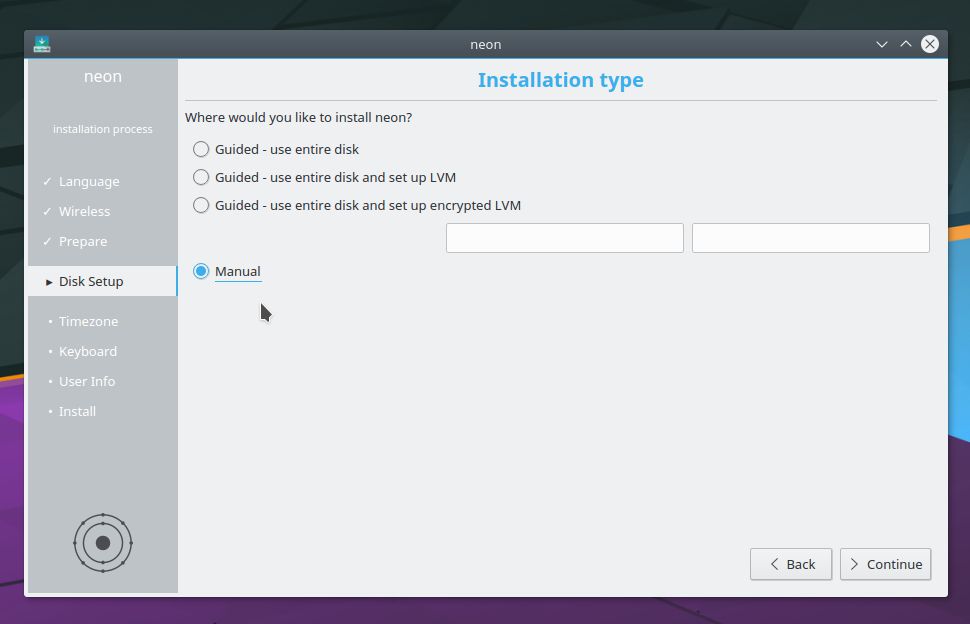 neon
neon
installation process
✓ Language
✓ Wireless
✓ Prepare
▸ Disk Setup
• Timezone
• Keyboard
• User Info
• Install
Installation type
Where would you like to install neon?
Guided - use entire disk
Guided - use entire disk and set up LVM
Guided - use entire disk and set up encrypted LVM
Manual
Back
Continue